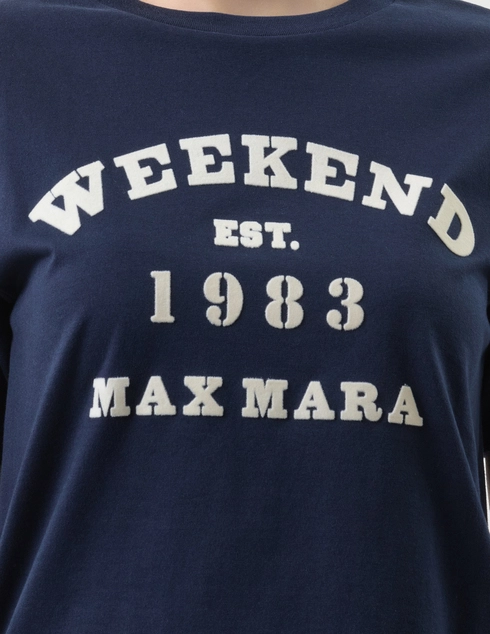 WEEKEND
EST.
1983
MAX MARA